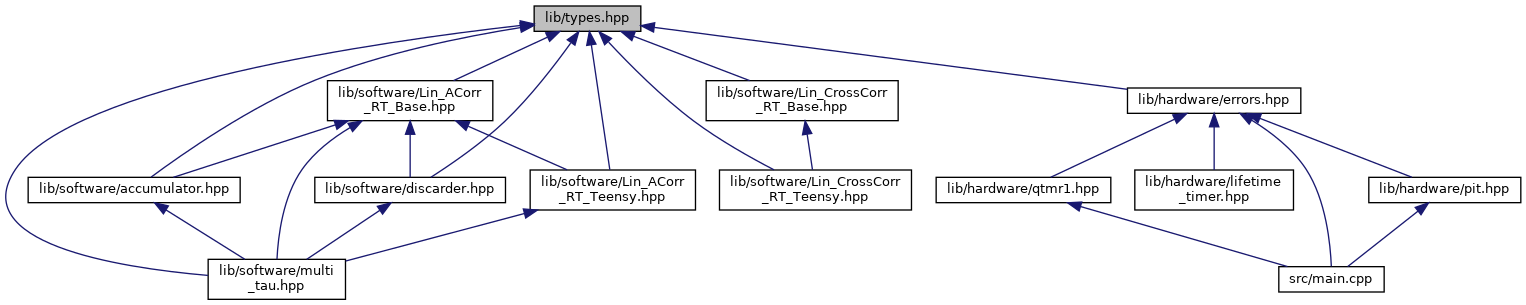 lib/types.hpp
lib/software/Lin_ACorr
_RT_Base.hpp
lib/software/Lin_CrossCorr
_RT_Base.hpp
lib/hardware/errors.hpp
lib/software/accumulator.hpp
lib/software/discarder.hpp
lib/software/Lin_ACorr
_RT_Teensy.hpp
lib/software/Lin_CrossCorr
_RT_Teensy.hpp
lib/hardware/qtmr1.hpp
lib/hardware/lifetime
_timer.hpp
lib/hardware/pit.hpp
lib/software/multi
_tau.hpp
src/main.cpp